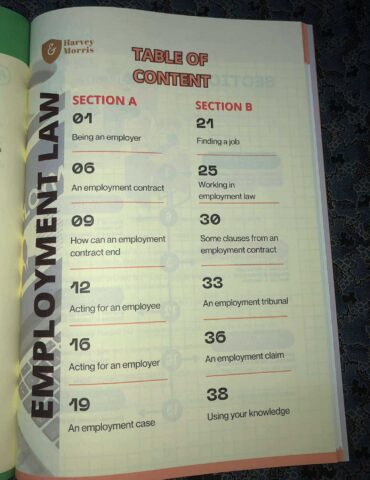 Harvey
Morris
TABLE OF
CONTENT
EMPLOYMENT LAW
SECTION A
01
Being an employer
06
An employment contract
09
How can an employment
contract end
12
Acting for an employee
16
Acting for an employer
19
An employment case
SECTION B
21
Finding a job
25
Working in
employment law
30
Some clauses from an
employment contract
33
An employment tribunal
36
An employment claim
38
Using your knowledge